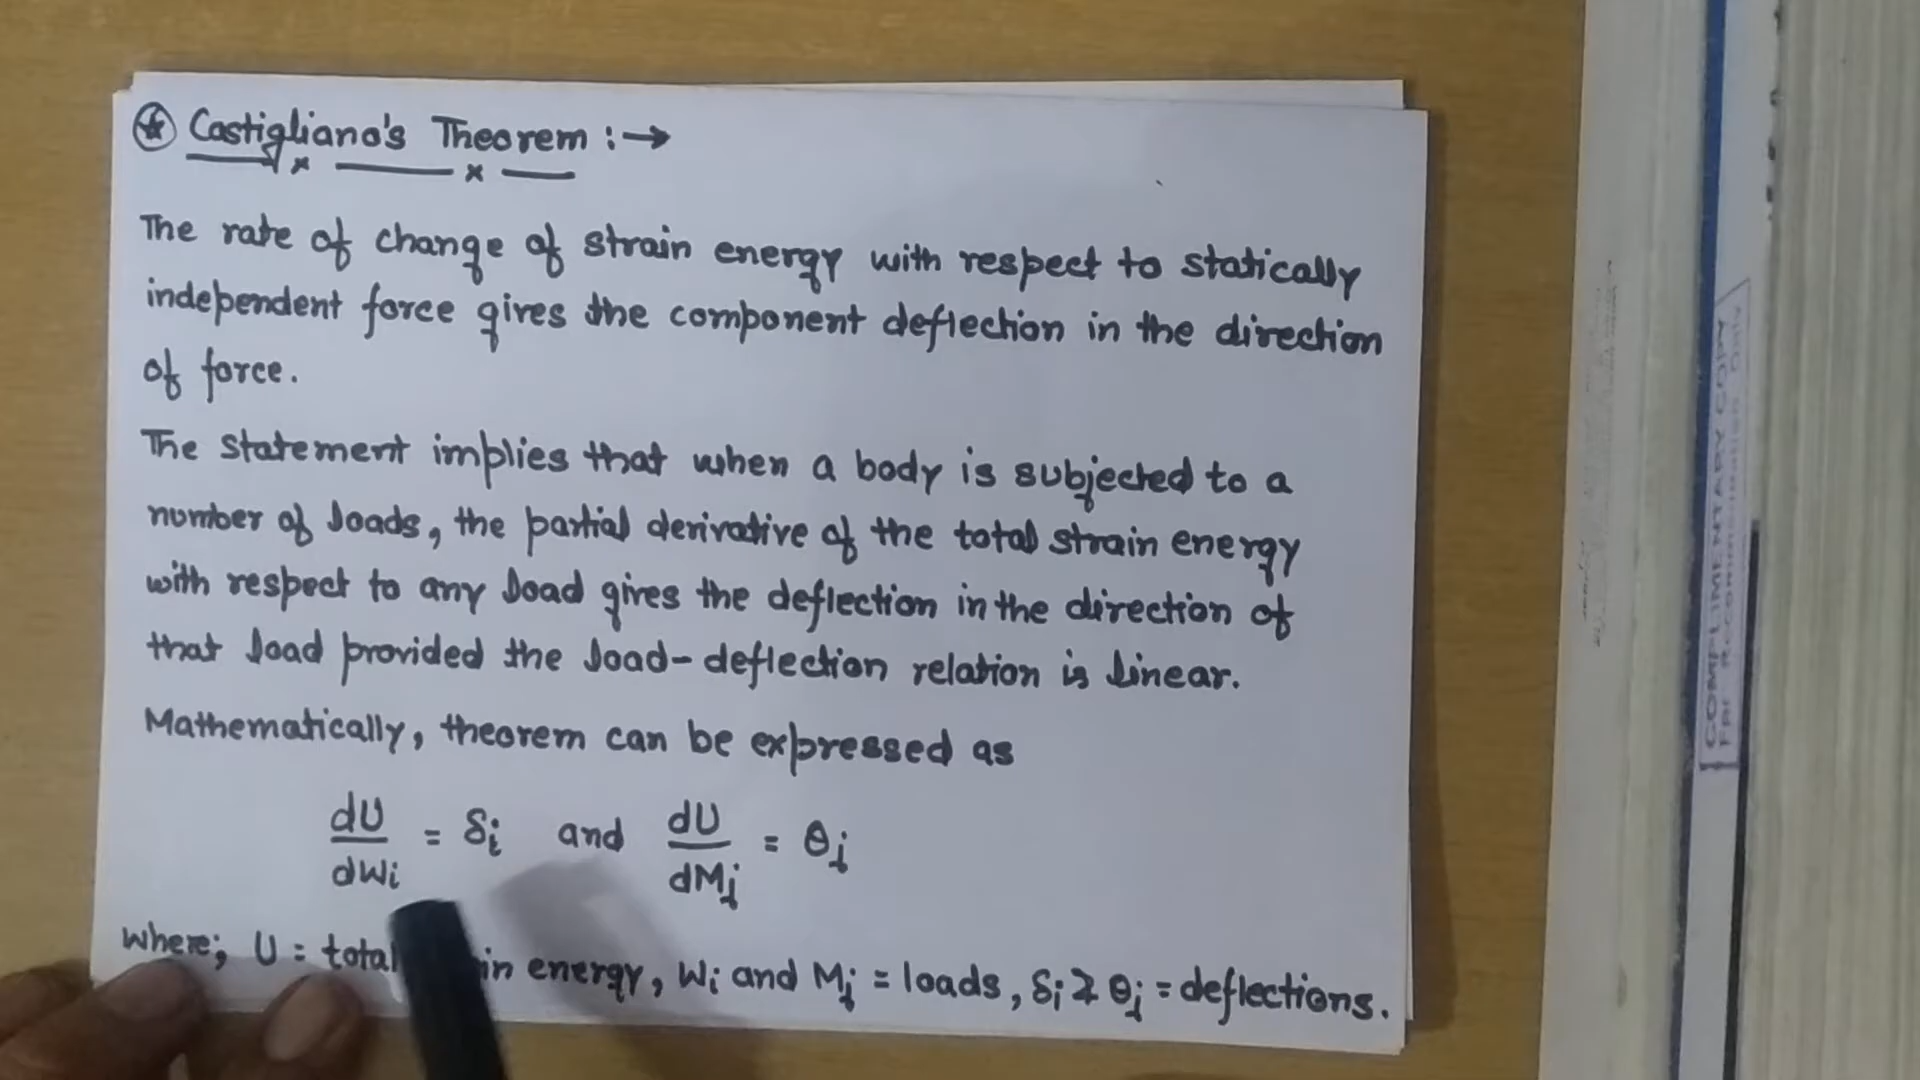 Castigliano's Theorem :→
The rate of change of strain energy with respect to statically
independent force gives the component deflection in the direction
of force.
The statement implies that when a body is subjected to a
number of loads, the partial derivative of the total strain energy
with respect to any load gives the deflection in the direction of
that load provided the load-deflection relation is linear.
Mathematically, theorem can be expressed as
dU/dWi = δi and dU/dMj = θj
where; U = total in energy, Wi and Mj = loads, δi & θj = deflections.
COMPLIMENTARY COPY